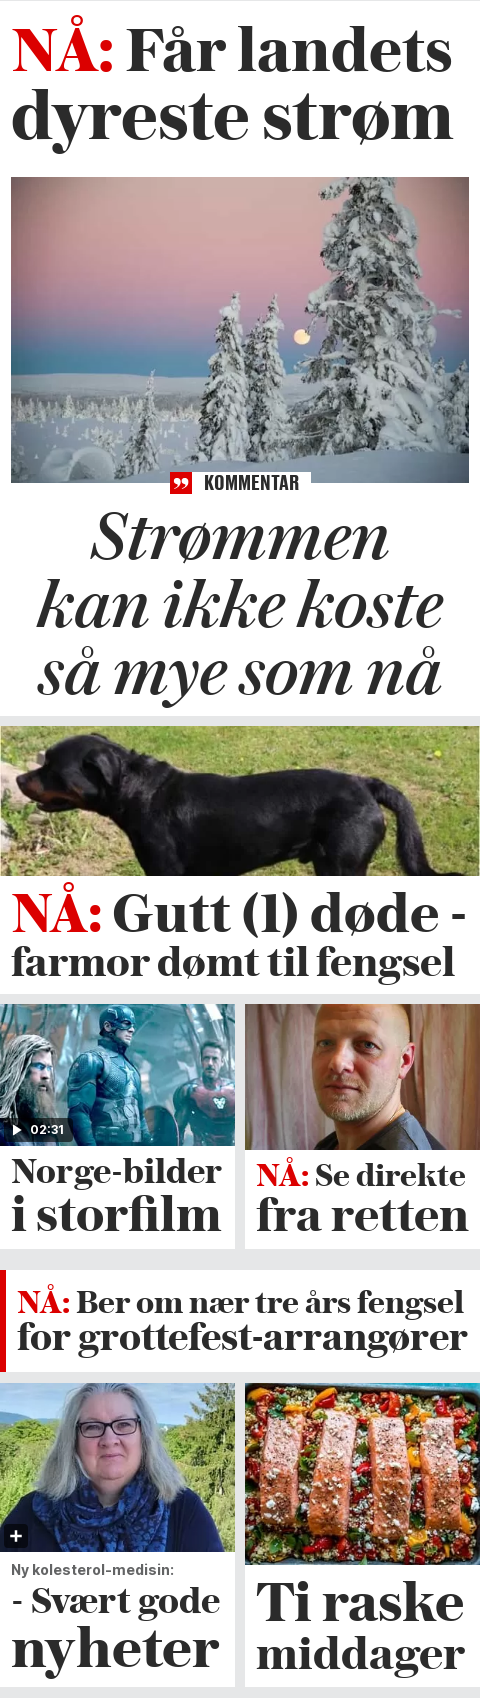 NÅ: Får landets
dyreste strøm
KOMMENTAR
Strømmen
kan ikke koste
så mye som nå
NÅ: Gutt (1) døde -
farmor dømt til fengsel
02:31
Norge-bilder
i storfilm
NÅ: Se direkte
fra retten
NÅ: Ber om nær tre års fengsel
for grottefest-arrangører
Ny kolesterol-medisin:
- Svært gode
nyheter
Ti raske
middager